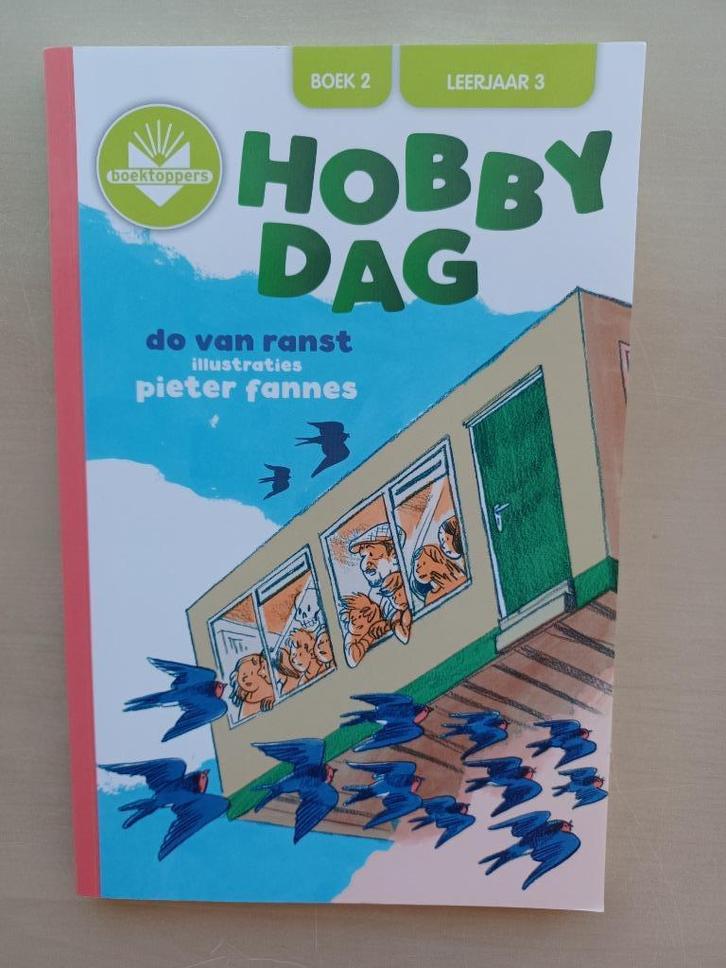 BOEK 2
LEERJAAR 3
boektoppers
HOBBY
DAG
do van ranst
illustraties
pieter fannes